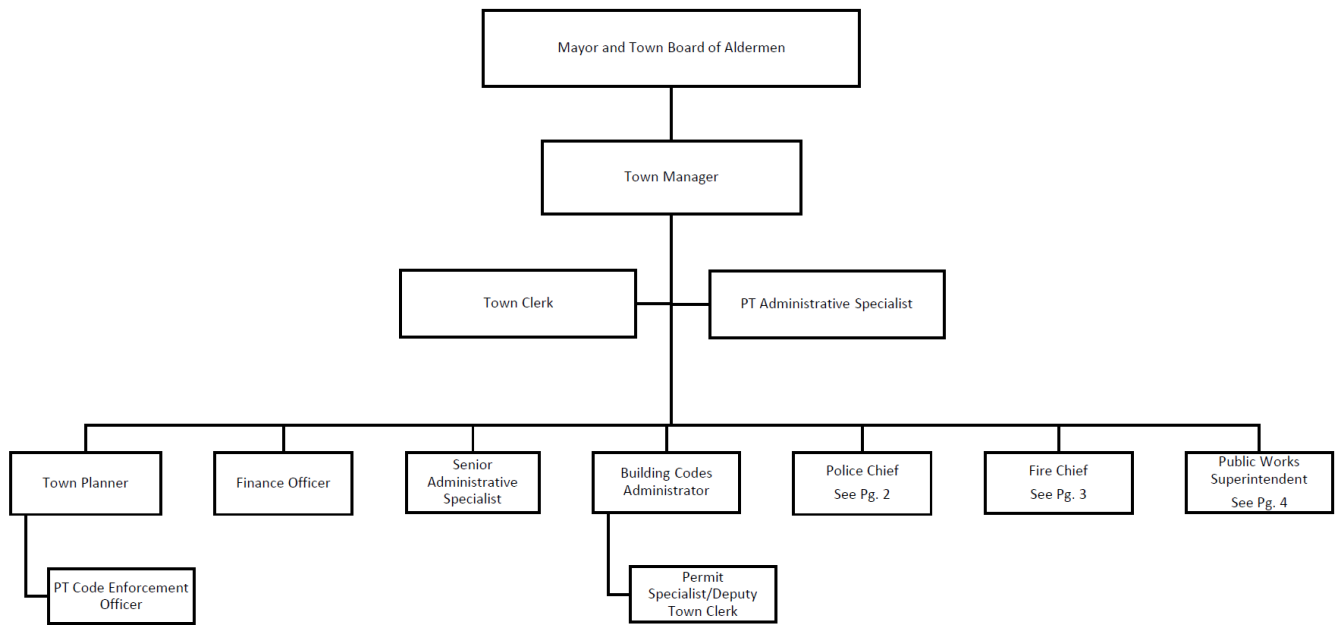 Mayor and Town Board of Aldermen
Town Manager
Town Clerk
PT Administrative Specialist
Town Planner
Finance Officer
Senior
Administrative
Specialist
Building Codes
Administrator
Police Chief
See Pg. 2
Fire Chief
See Pg. 3
Public Works
Superintendent
See Pg. 4
PT Code Enforcement
Officer
Permit
Specialist/Deputy
Town Clerk